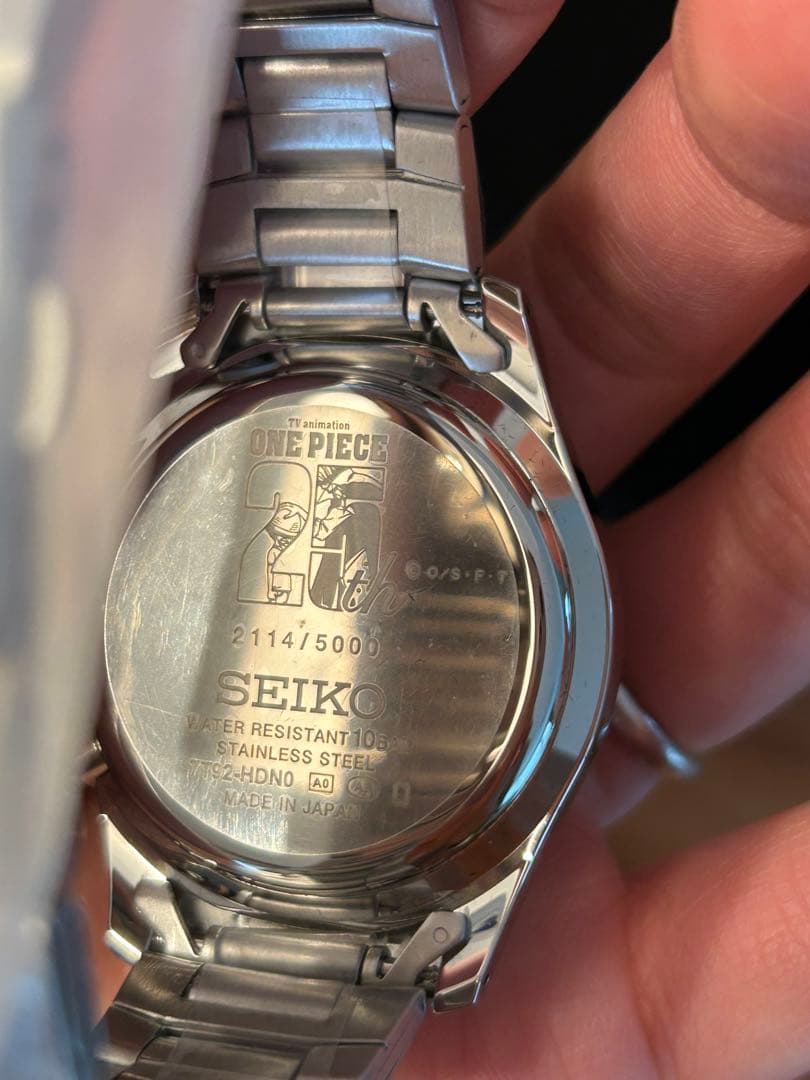 TV animation
ONE PIECE
25th
© O/S・F・T
2114/5000
SEIKO
WATER RESISTANT 10BAR
STAINLESS STEEL
7T92-HDN0 A0
MADE IN JAPAN